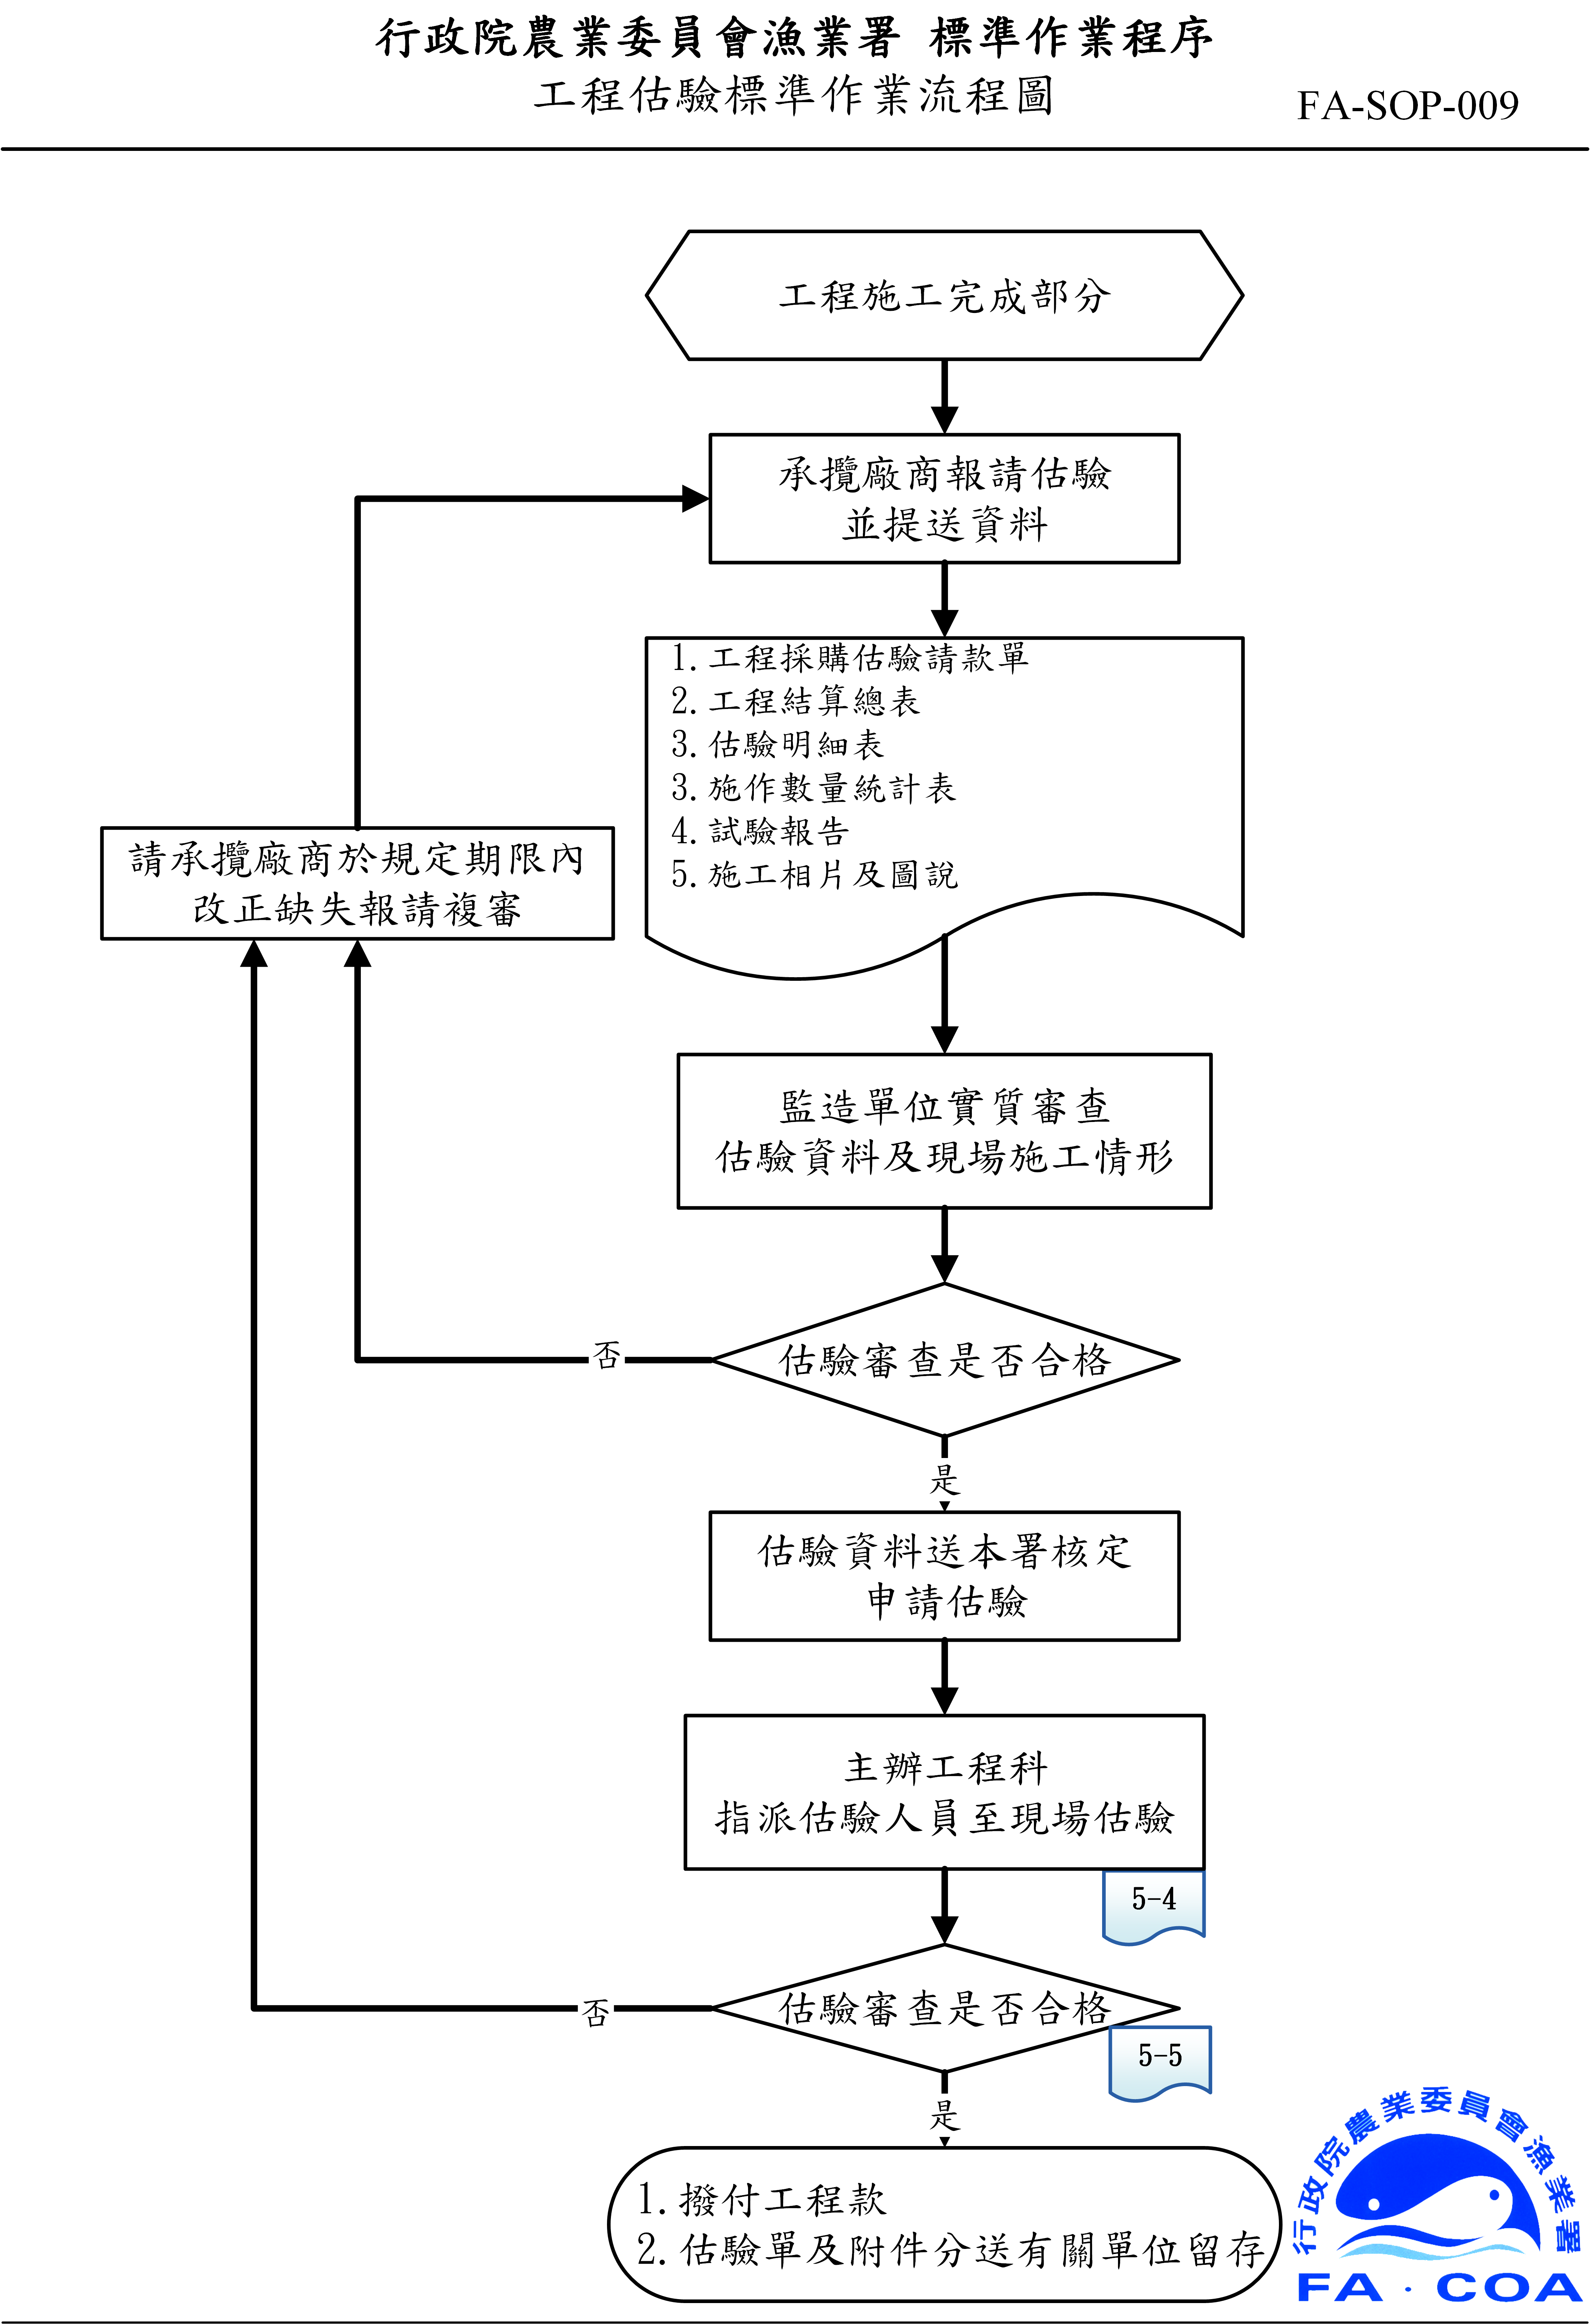 行政院農業委員會漁業署 標準作業程序
工程估驗標準作業流程圖
FA-SOP-009
工程施工完成部分
承攬廠商報請估驗
並提送資料
1.工程採購估驗請款單
2.工程結算總表
3.估驗明細表
3.施作數量統計表
4.試驗報告
5.施工相片及圖說
請承攬廠商於規定期限內
改正缺失報請複審
監造單位實質審查
估驗資料及現場施工情形
估驗審查是否合格
否
是
估驗資料送本署核定
申請估驗
主辦工程科
指派估驗人員至現場估驗
5-4
估驗審查是否合格
否
5-5
是
1.撥付工程款
2.估驗單及附件分送有關單位留存
行政院農業委員會漁業署
FA·COA